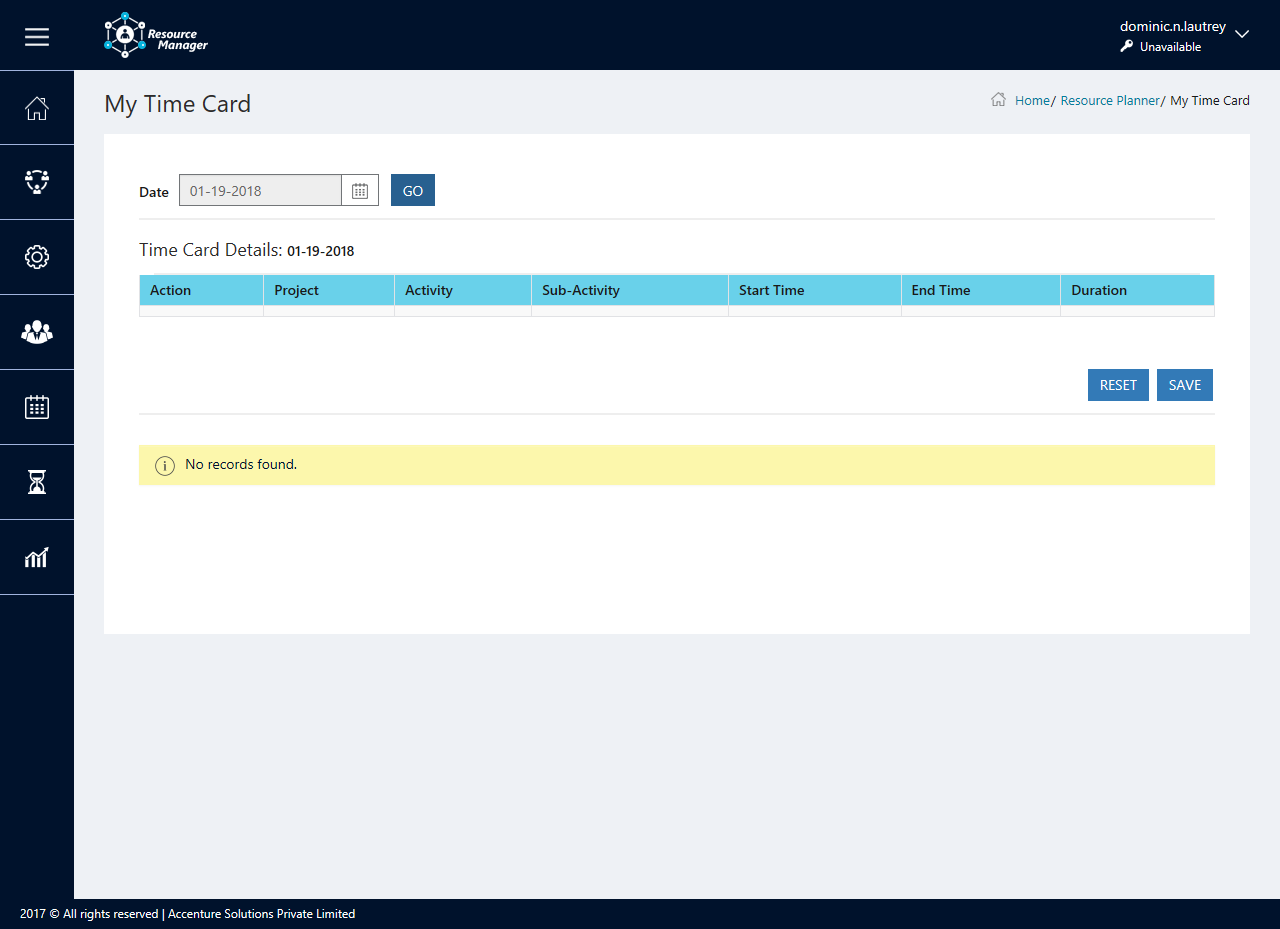 Resource
Manager
dominic.n.lautrey
Unavailable
My Time Card
Home/ Resource Planner/ My Time Card
Date 01-19-2018 GO
Time Card Details: 01-19-2018
Action Project Activity Sub-Activity Start Time End Time Duration
RESET SAVE
No records found.
2017 © All rights reserved | Accenture Solutions Private Limited